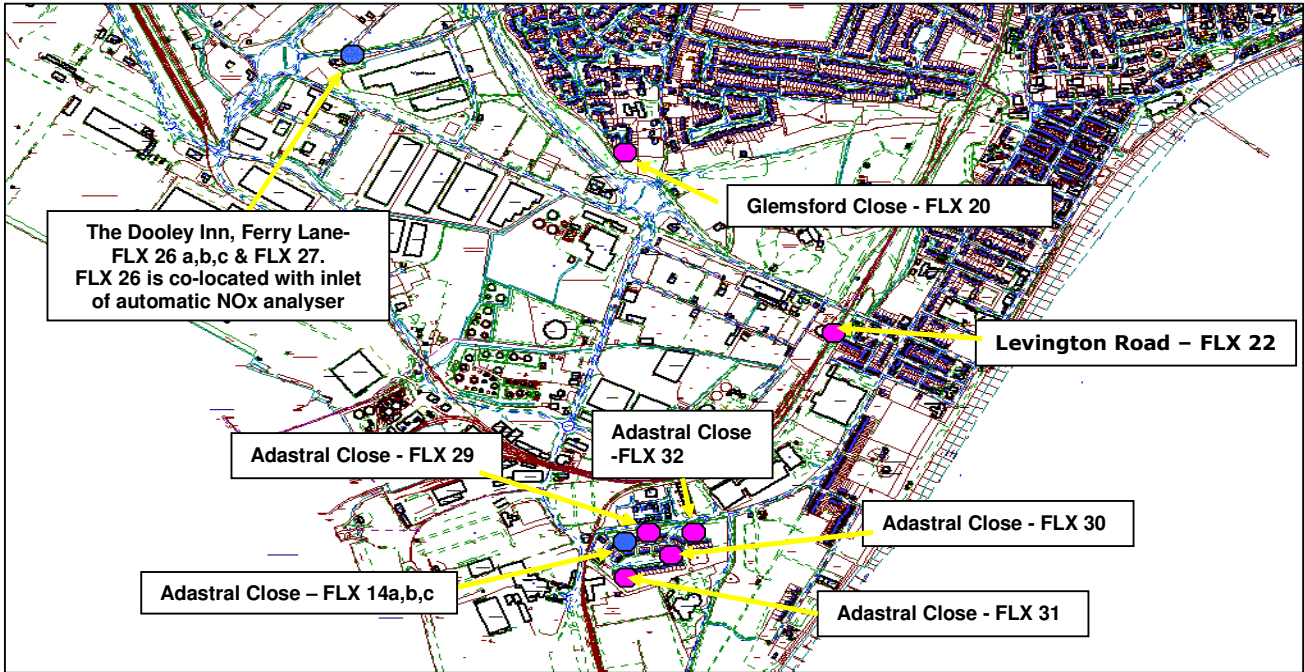 Glemsford Close - FLX 20
The Dooley Inn, Ferry Lane-
FLX 26 a,b,c & FLX 27.
FLX 26 is co-located with inlet
of automatic NOx analyser
Levington Road – FLX 22
Adastral Close
-FLX 32
Adastral Close - FLX 29
Adastral Close - FLX 30
Adastral Close – FLX 14a,b,c
Adastral Close - FLX 31